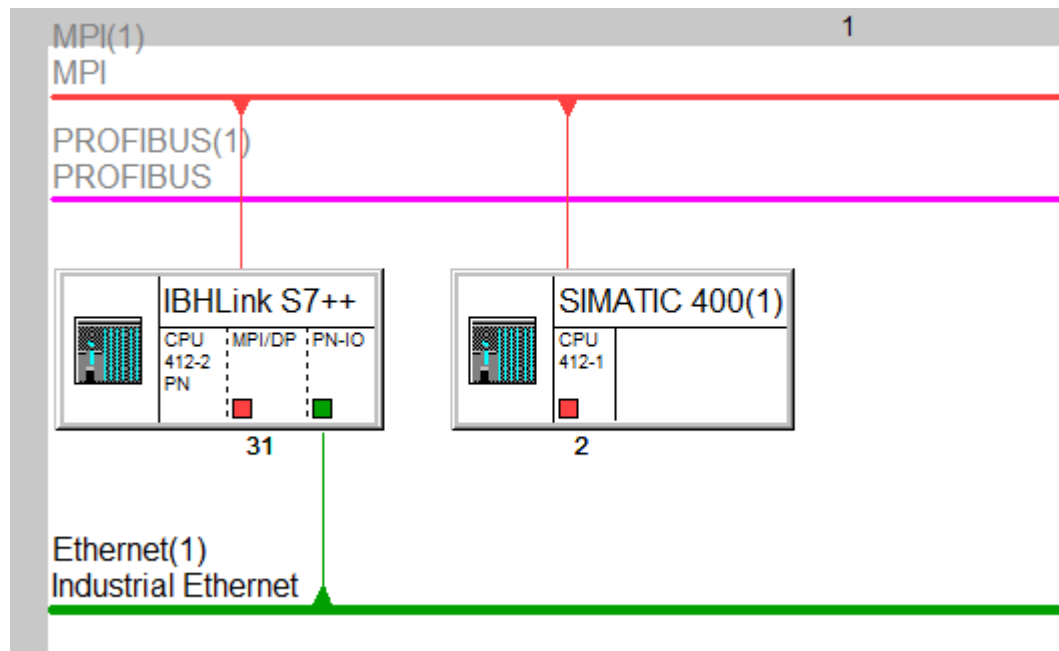 1
MPI(1)
MPI
PROFIBUS(1)
PROFIBUS
IBHLink S7++
CPU 412-2 PN
MPI/DP
PN-IO
31
SIMATIC 400(1)
CPU 412-1
2
Ethernet(1)
Industrial Ethernet